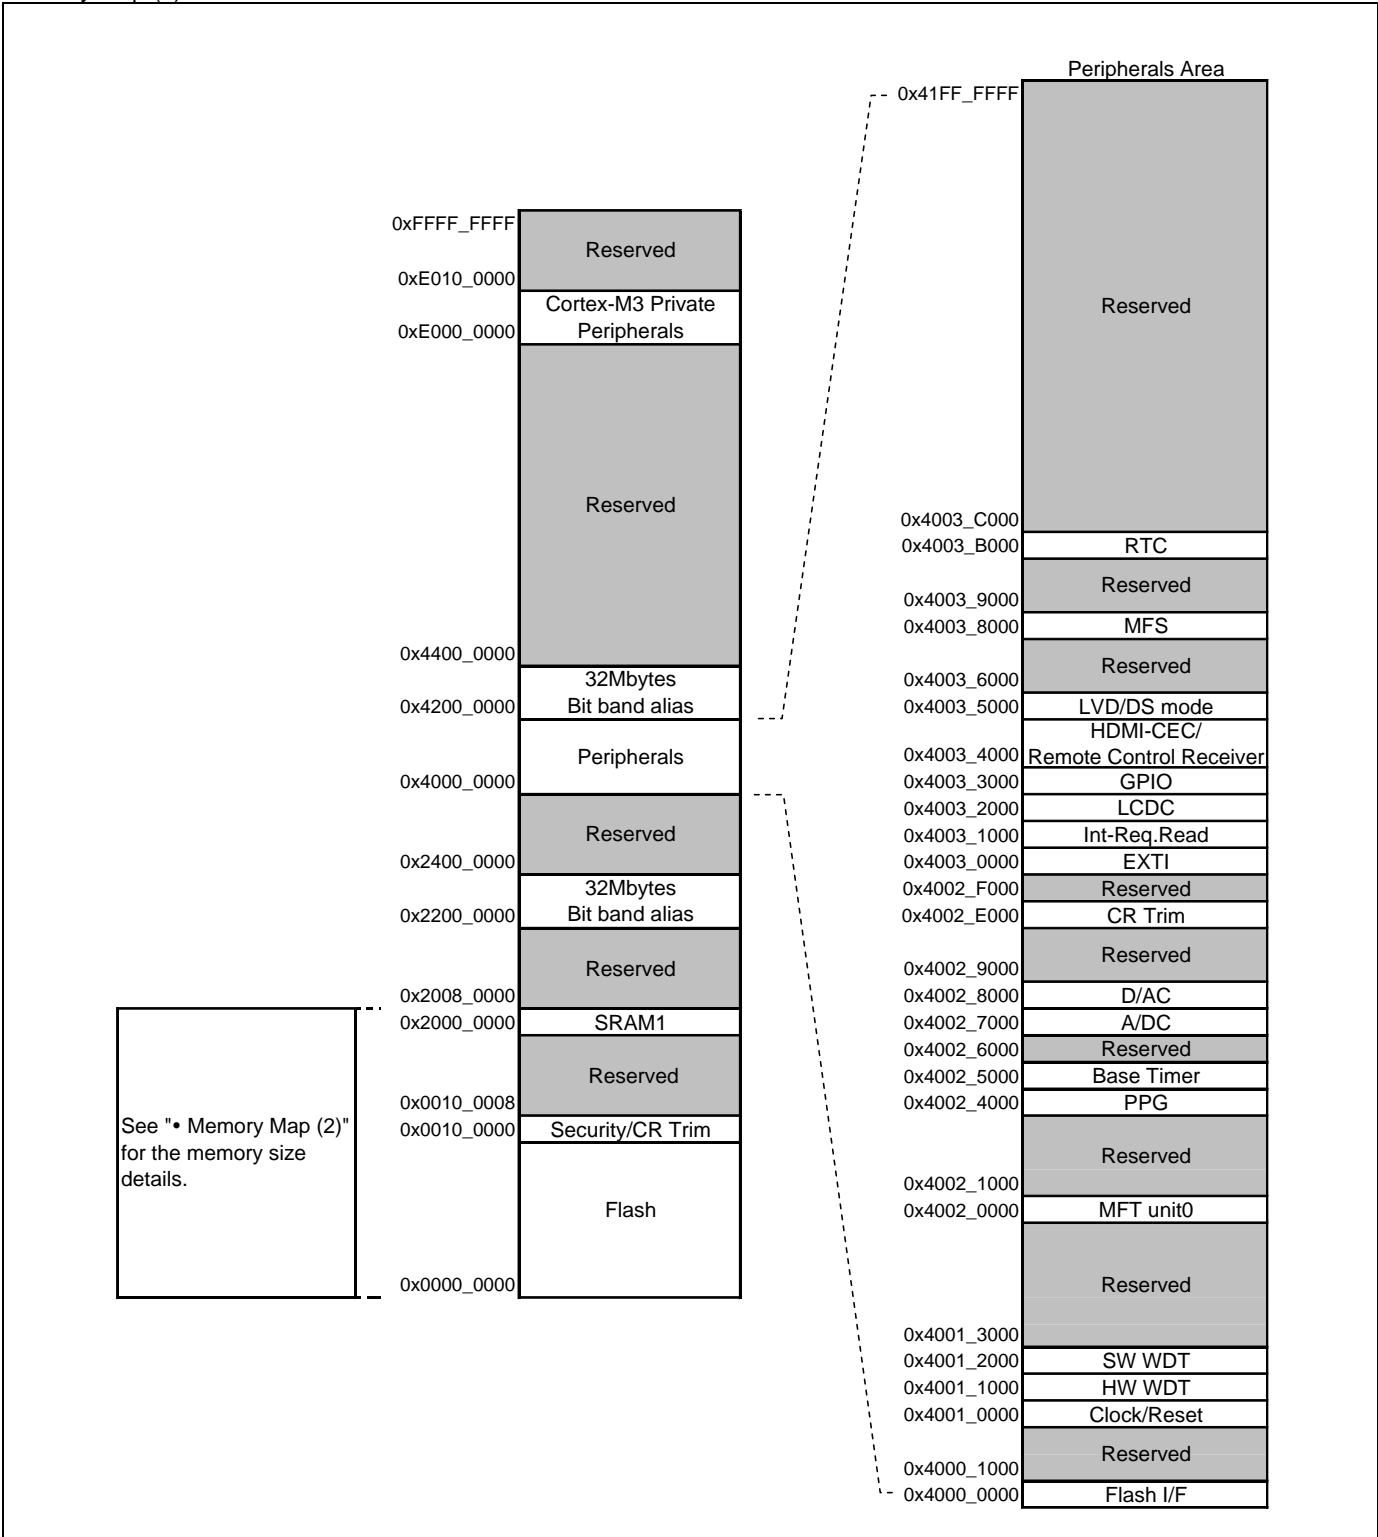 Peripherals Area
0x41FF_FFFF
Reserved
0x4003_C000
0x4003_B000 RTC
Reserved
0x4003_9000
0x4003_8000 MFS
Reserved
0x4003_6000
0x4003_5000 LVD/DS mode
HDMI-CEC/
0x4003_4000 Remote Control Receiver
0x4003_3000 GPIO
0x4003_2000 LCDC
0x4003_1000 Int-Req.Read
0x4003_0000 EXTI
0x4002_F000 Reserved
0x4002_E000 CR Trim
Reserved
0x4002_9000
0x4002_8000 D/AC
0x4002_7000 A/DC
0x4002_6000 Reserved
0x4002_5000 Base Timer
0x4002_4000 PPG
Reserved
0x4002_1000
0x4002_0000 MFT unit0
Reserved
0x4001_3000
0x4001_2000 SW WDT
0x4001_1000 HW WDT
0x4001_0000 Clock/Reset
Reserved
0x4000_1000
0x4000_0000 Flash I/F
0xFFFF_FFFF
Reserved
0xE010_0000
Cortex-M3 Private
0xE000_0000 Peripherals
Reserved
0x4400_0000
32Mbytes
0x4200_0000 Bit band alias
Peripherals
0x4000_0000
Reserved
0x2400_0000
32Mbytes
0x2200_0000 Bit band alias
Reserved
0x2008_0000
0x2000_0000 SRAM1
Reserved
0x0010_0008
0x0010_0000 Security/CR Trim
Flash
0x0000_0000
See "• Memory Map (2)"
for the memory size
details.